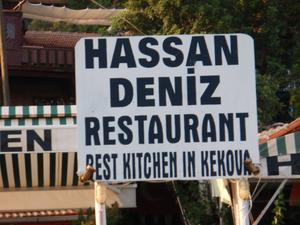 HASSAN
DENIZ
RESTAURANT
BEST KITCHEN IN KEKOVA
EN
H